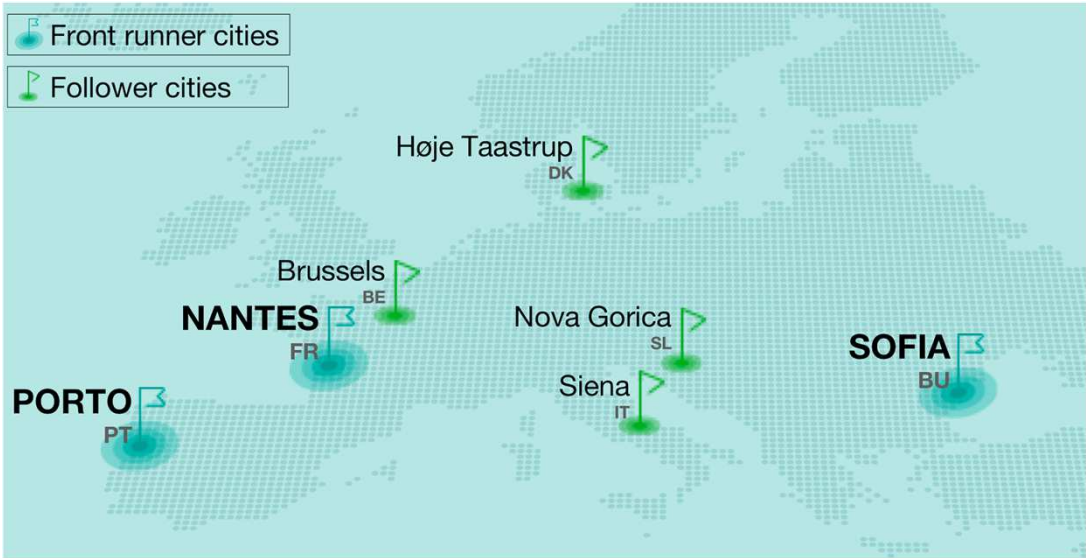 Front runner cities
Follower cities
Høje Taastrup
DK
Brussels
BE
NANTES
FR
Nova Gorica
SL
SOFIA
BU
Siena
IT
PORTO
PT